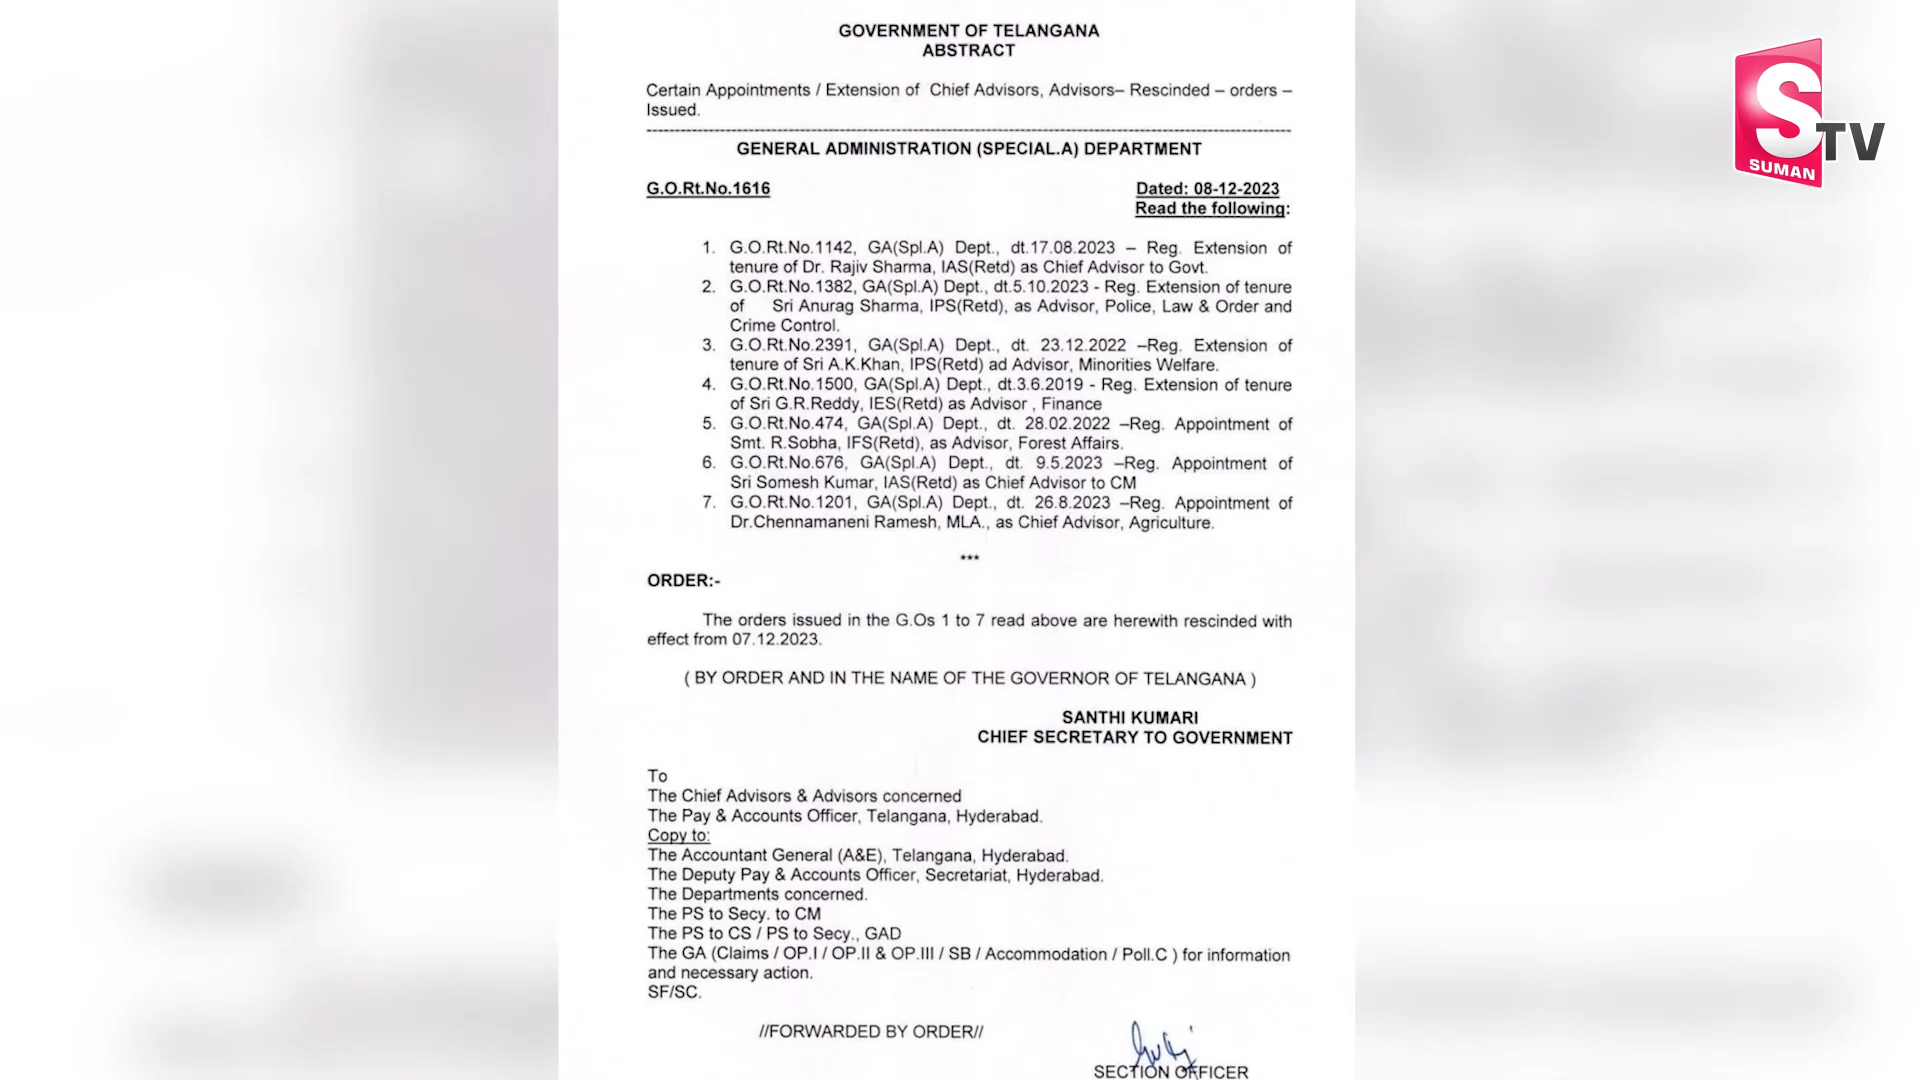 GOVERNMENT OF TELANGANA
ABSTRACT
Certain Appointments / Extension of Chief Advisors, Advisors– Rescinded – orders –
Issued.
GENERAL ADMINISTRATION (SPECIAL.A) DEPARTMENT
G.O.Rt.No.1616
Dated: 08-12-2023
Read the following:
1. G.O.Rt.No.1142, GA(Spl.A) Dept., dt.17.08.2023 – Reg. Extension of
tenure of Dr. Rajiv Sharma, IAS(Retd) as Chief Advisor to Govt.
2. G.O.Rt.No.1382, GA(Spl.A) Dept., dt.5.10.2023 - Reg. Extension of tenure
of Sri Anurag Sharma, IPS(Retd), as Advisor, Police, Law & Order and
Crime Control.
3. G.O.Rt.No.2391, GA(Spl.A) Dept., dt. 23.12.2022 –Reg. Extension of
tenure of Sri A.K.Khan, IPS(Retd) ad Advisor, Minorities Welfare.
4. G.O.Rt.No.1500, GA(Spl.A) Dept., dt.3.6.2019 - Reg. Extension of tenure
of Sri G.R.Reddy, IES(Retd) as Advisor , Finance
5. G.O.Rt.No.474, GA(Spl.A) Dept., dt. 28.02.2022 –Reg. Appointment of
Smt. R.Sobha, IFS(Retd), as Advisor, Forest Affairs.
6. G.O.Rt.No.676, GA(Spl.A) Dept., dt. 9.5.2023 –Reg. Appointment of
Sri Somesh Kumar, IAS(Retd) as Chief Advisor to CM
7. G.O.Rt.No.1201, GA(Spl.A) Dept., dt. 26.8.2023 –Reg. Appointment of
Dr.Chennamaneni Ramesh, MLA., as Chief Advisor, Agriculture.
***
ORDER:-
The orders issued in the G.Os 1 to 7 read above are herewith rescinded with
effect from 07.12.2023.
( BY ORDER AND IN THE NAME OF THE GOVERNOR OF TELANGANA )
SANTHI KUMARI
CHIEF SECRETARY TO GOVERNMENT
To
The Chief Advisors & Advisors concerned
The Pay & Accounts Officer, Telangana, Hyderabad.
Copy to:
The Accountant General (A&E), Telangana, Hyderabad.
The Deputy Pay & Accounts Officer, Secretariat, Hyderabad.
The Departments concerned.
The PS to Secy. to CM
The PS to CS / PS to Secy., GAD
The GA (Claims / OP.I / OP.II & OP.III / SB / Accommodation / Poll.C ) for information
and necessary action.
SF/SC.
//FORWARDED BY ORDER//
SECTION OFFICER
S TV
SUMAN